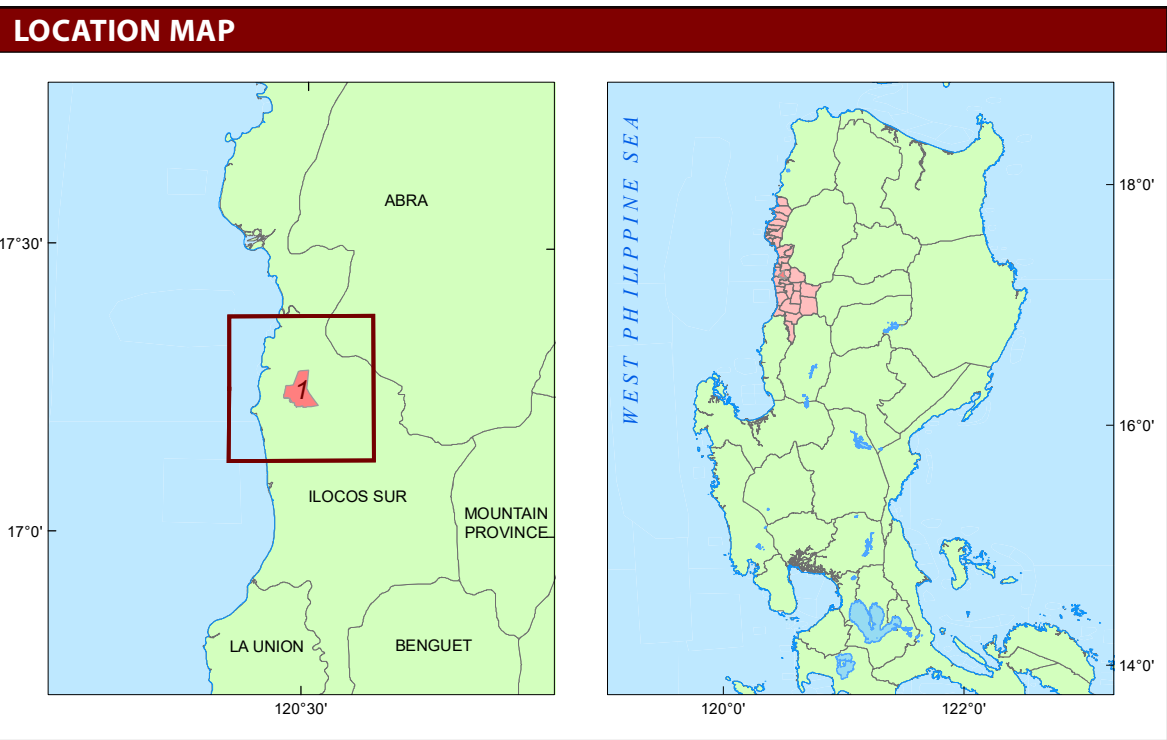 LOCATION MAP
ABRA
17°30'
1
ILOCOS SUR
MOUNTAIN
PROVINCE
17°0'
LA UNION
BENGUET
120°30'
WEST PHILIPPINE SEA
18°0'
16°0'
14°0'
120°0'
122°0'